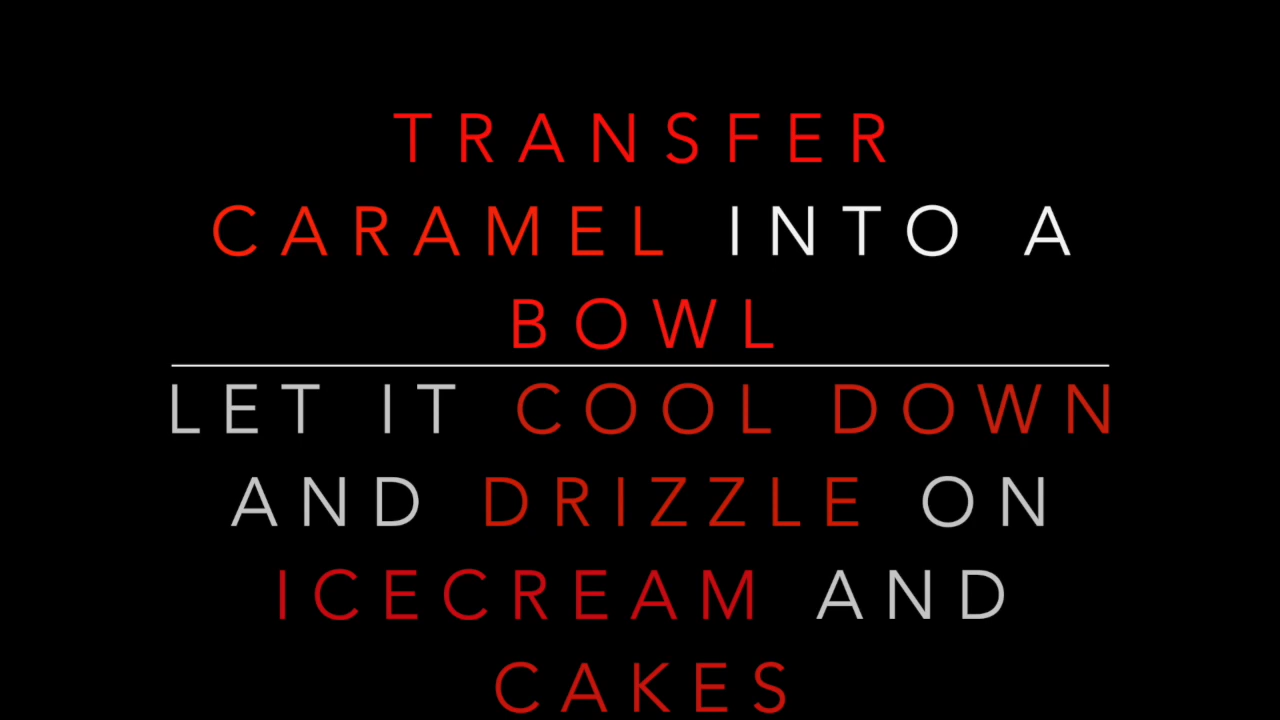 TRANSFER
CARAMEL INTO A
BOWL
LET IT COOL DOWN
AND DRIZZLE ON
ICECREAM AND
CAKES